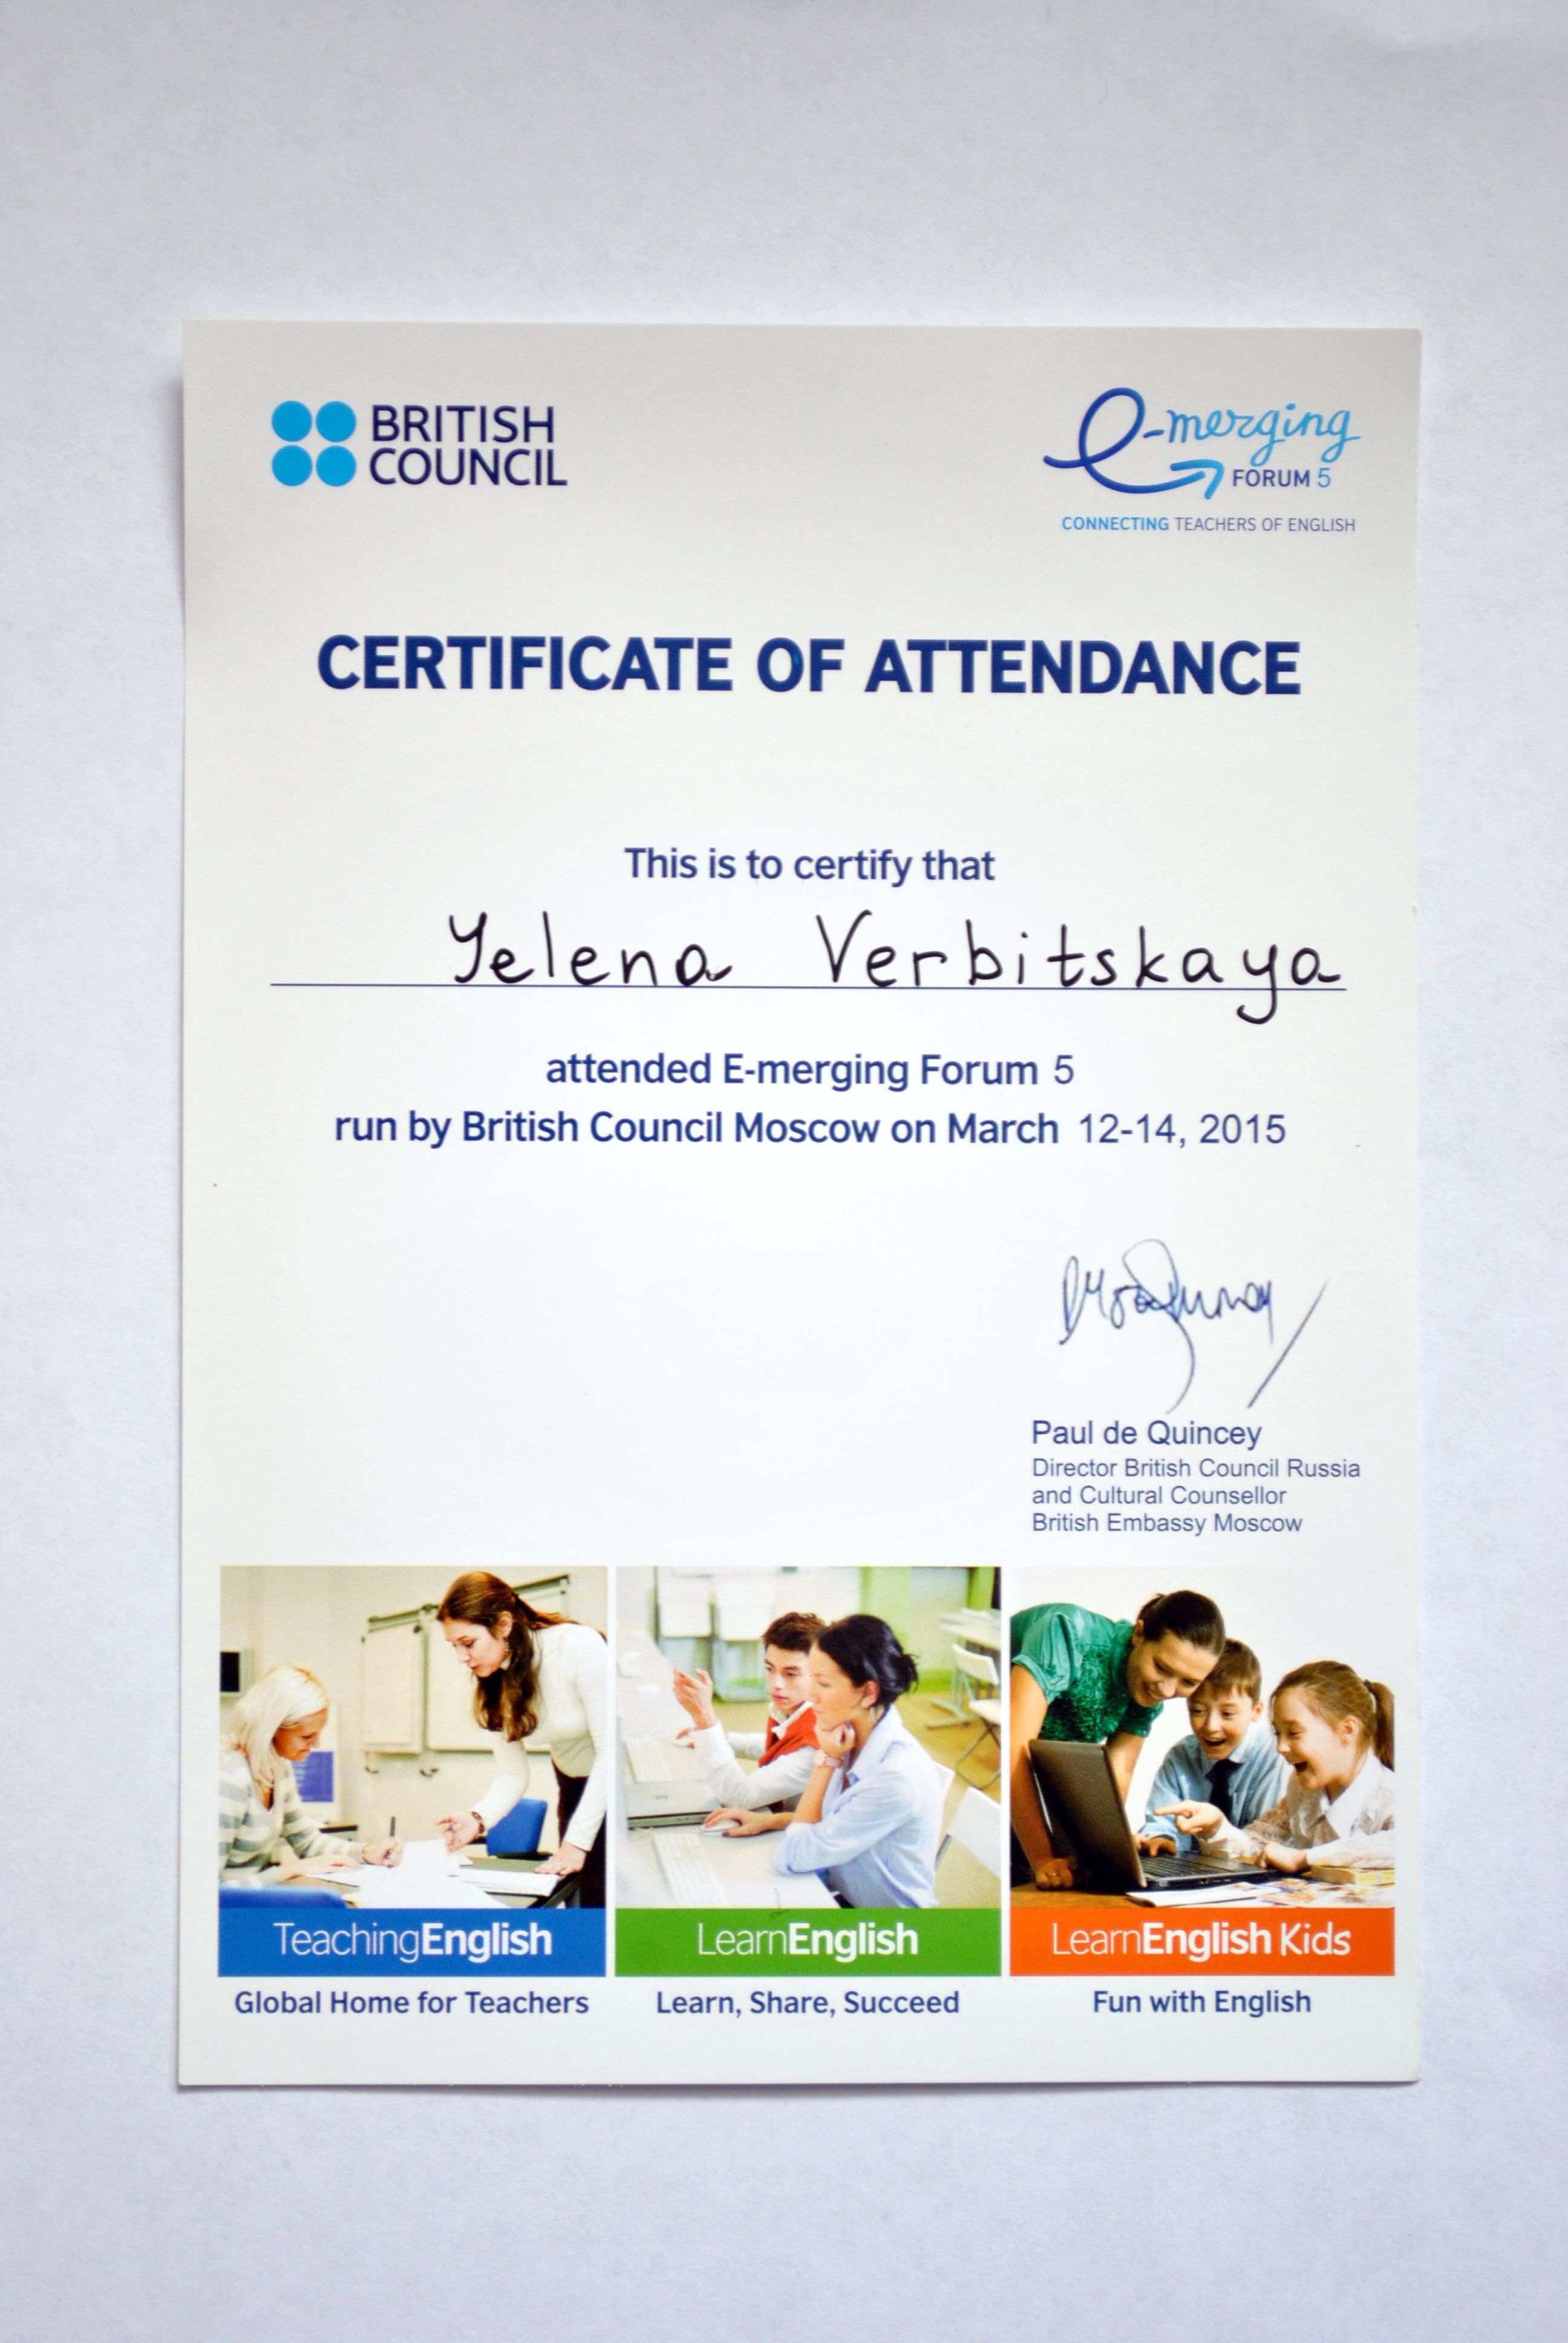 BRITISH
COUNCIL
e-merging
FORUM 5
CONNECTING TEACHERS OF ENGLISH
CERTIFICATE OF ATTENDANCE
This is to certify that
Yelena Verbitskaya
attended E-merging Forum 5
run by British Council Moscow on March 12-14, 2015
Paul de Quincey
Director British Council Russia
and Cultural Counsellor
British Embassy Moscow
TeachingEnglish
Global Home for Teachers
LearnEnglish
Learn, Share, Succeed
LearnEnglish Kids
Fun with English